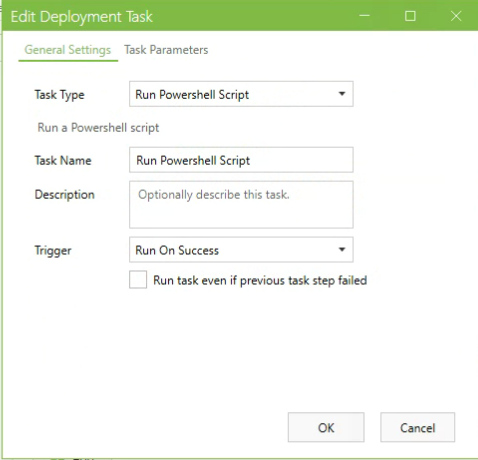 Edit Deployment Task
General Settings Task Parameters
Task Type Run Powershell Script
Run a Powershell script
Task Name Run Powershell Script
Description Optionally describe this task.
Trigger Run On Success
Run task even if previous task step failed
OK Cancel